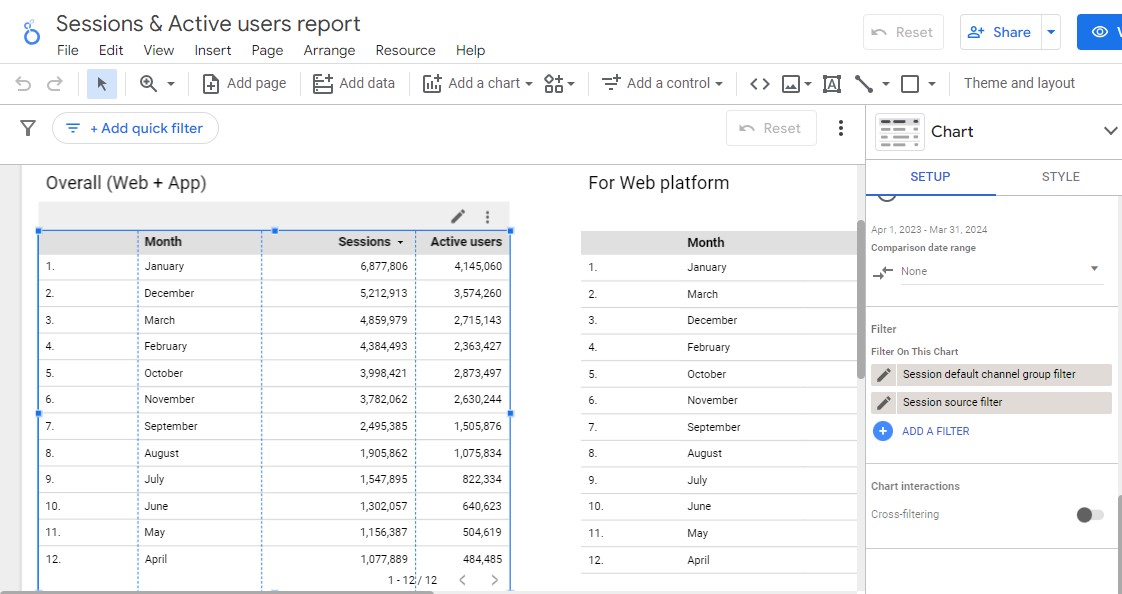 Sessions & Active users report
File Edit View Insert Page Arrange Resource Help
Reset
Share
Add page
Add data
Add a chart
Add a control
Theme and layout
+ Add quick filter
Reset
Chart
SETUP STYLE
Overall (Web + App)
Month Sessions Active users
1. January 6,877,806 4,145,060
2. December 5,212,913 3,574,260
3. March 4,859,979 2,715,143
4. February 4,384,493 2,363,427
5. October 3,998,421 2,873,497
6. November 3,782,062 2,630,244
7. September 2,495,385 1,505,876
8. August 1,905,862 1,075,834
9. July 1,547,895 822,334
10. June 1,302,057 640,623
11. May 1,156,387 504,619
12. April 1,077,889 484,485
1 - 12 / 12
For Web platform
Month
1. January
2. March
3. December
4. February
5. October
6. November
7. September
8. August
9. July
10. June
11. May
12. April
Apr 1, 2023 - Mar 31, 2024
Comparison date range
None
Filter
Filter On This Chart
Session default channel group filter
Session source filter
ADD A FILTER
Chart interactions
Cross-filtering